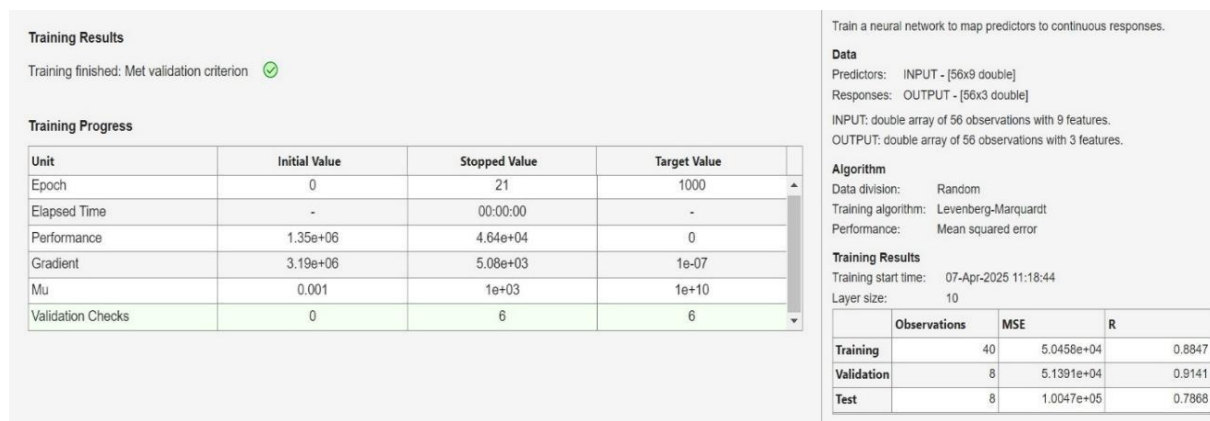 Training Results
Training finished: Met validation criterion
Training Progress
Unit Initial Value Stopped Value Target Value
Epoch 0 21 1000
Elapsed Time - 00:00:00 -
Performance 1.35e+06 4.64e+04 0
Gradient 3.19e+06 5.08e+03 1e-07
Mu 0.001 1e+03 1e+10
Validation Checks 0 6 6
Train a neural network to map predictors to continuous responses.
Data
Predictors: INPUT - [56x9 double]
Responses: OUTPUT - [56x3 double]
INPUT: double array of 56 observations with 9 features.
OUTPUT: double array of 56 observations with 3 features.
Algorithm
Data division: Random
Training algorithm: Levenberg-Marquardt
Performance: Mean squared error
Training Results
Training start time: 07-Apr-2025 11:18:44
Layer size: 10
Observations MSE R
Training 40 5.0458e+04 0.8847
Validation 8 5.1391e+04 0.9141
Test 8 1.0047e+05 0.7868